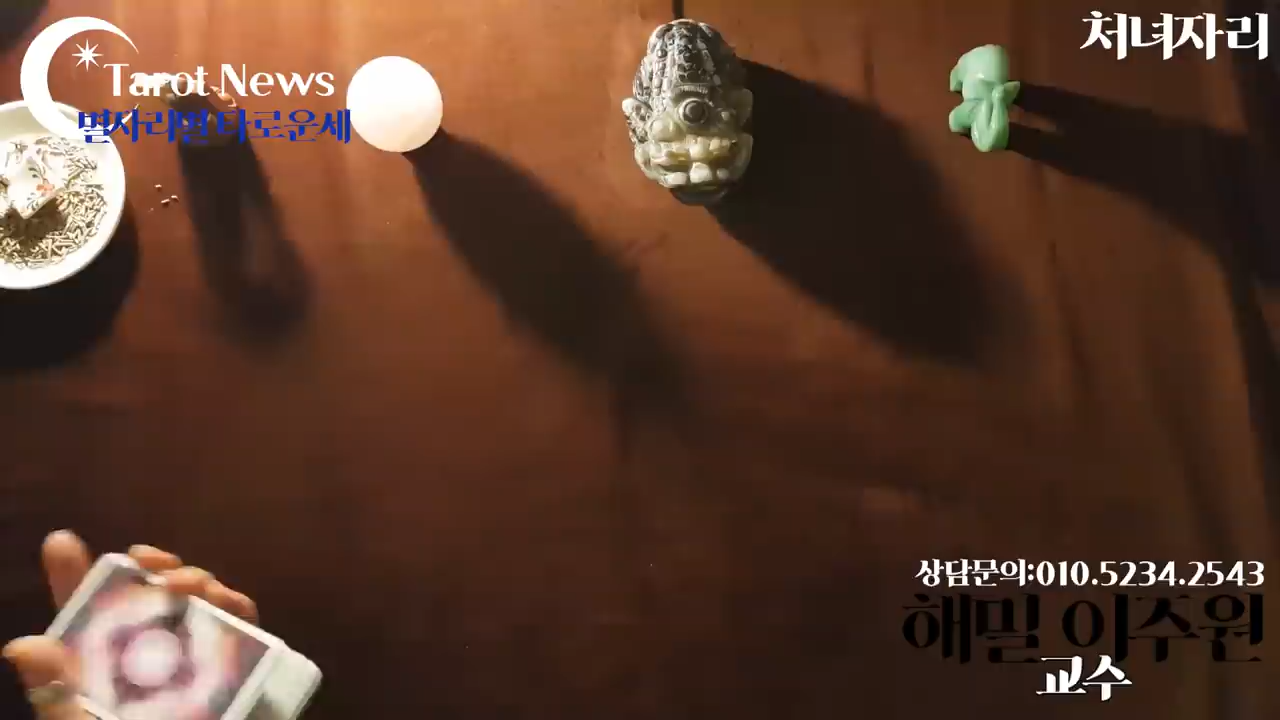 처녀자리
Tarot News
별자리별 타로운세
상담문의:010.5234.2543
해밀 이주원
교수